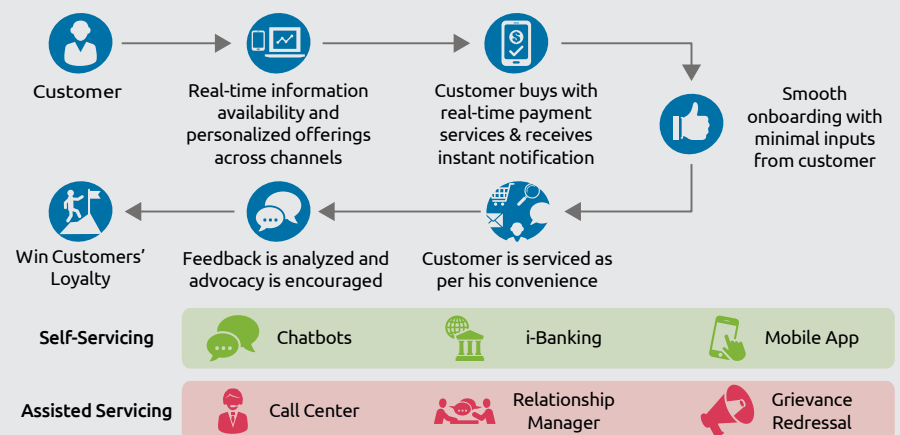 Customer
Real-time information
availability and
personalized offerings
across channels
Customer buys with
real-time payment
services & receives
instant notification
Smooth
onboarding with
minimal inputs
from customer
Win Customers’
Loyalty
Feedback is analyzed and
advocacy is encouraged
Customer is serviced as
per his convenience
Self-Servicing
Chatbots
i-Banking
Mobile App
Assisted Servicing
Call Center
Relationship
Manager
Grievance
Redressal